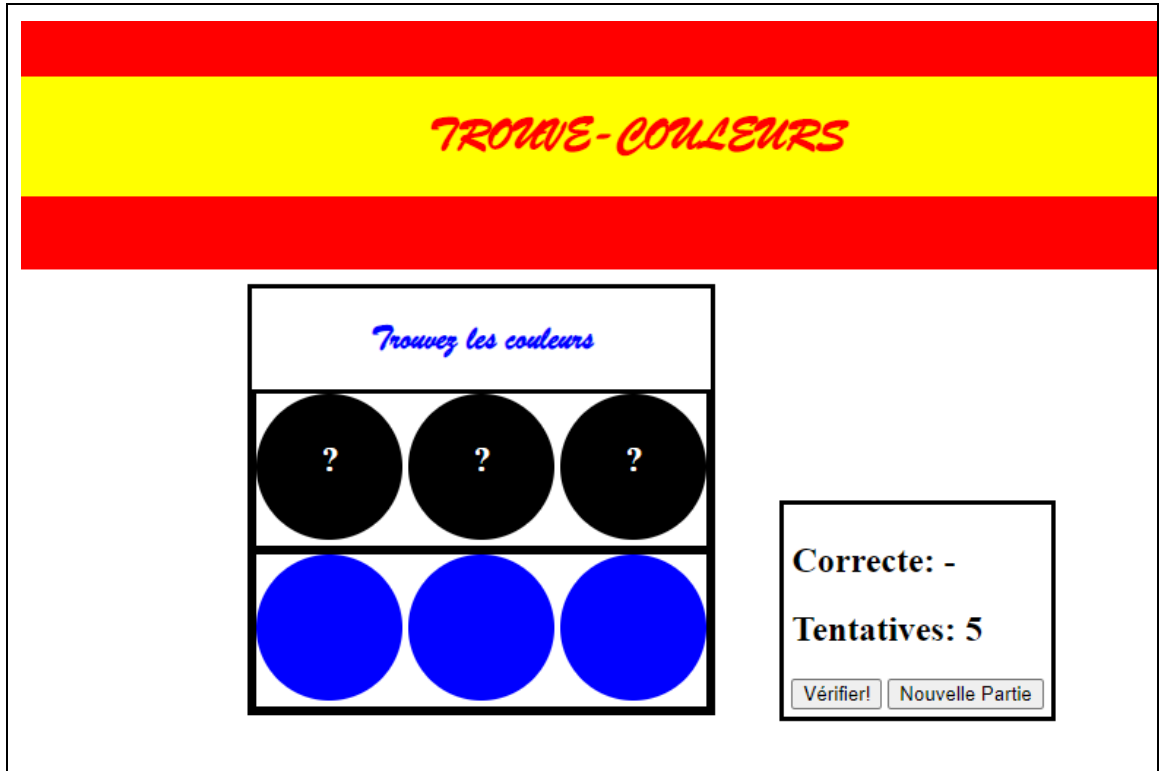 TROUVE-COULEURS
Trouvez les couleurs
? ? ?
Correcte: -
Tentatives: 5
Vérifier! Nouvelle Partie